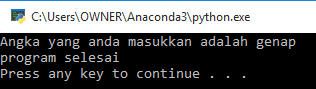 C:\Users\OWNER\Anaconda3\python.exe
Angka yang anda masukkan adalah genap
program selesai
Press any key to continue . . .